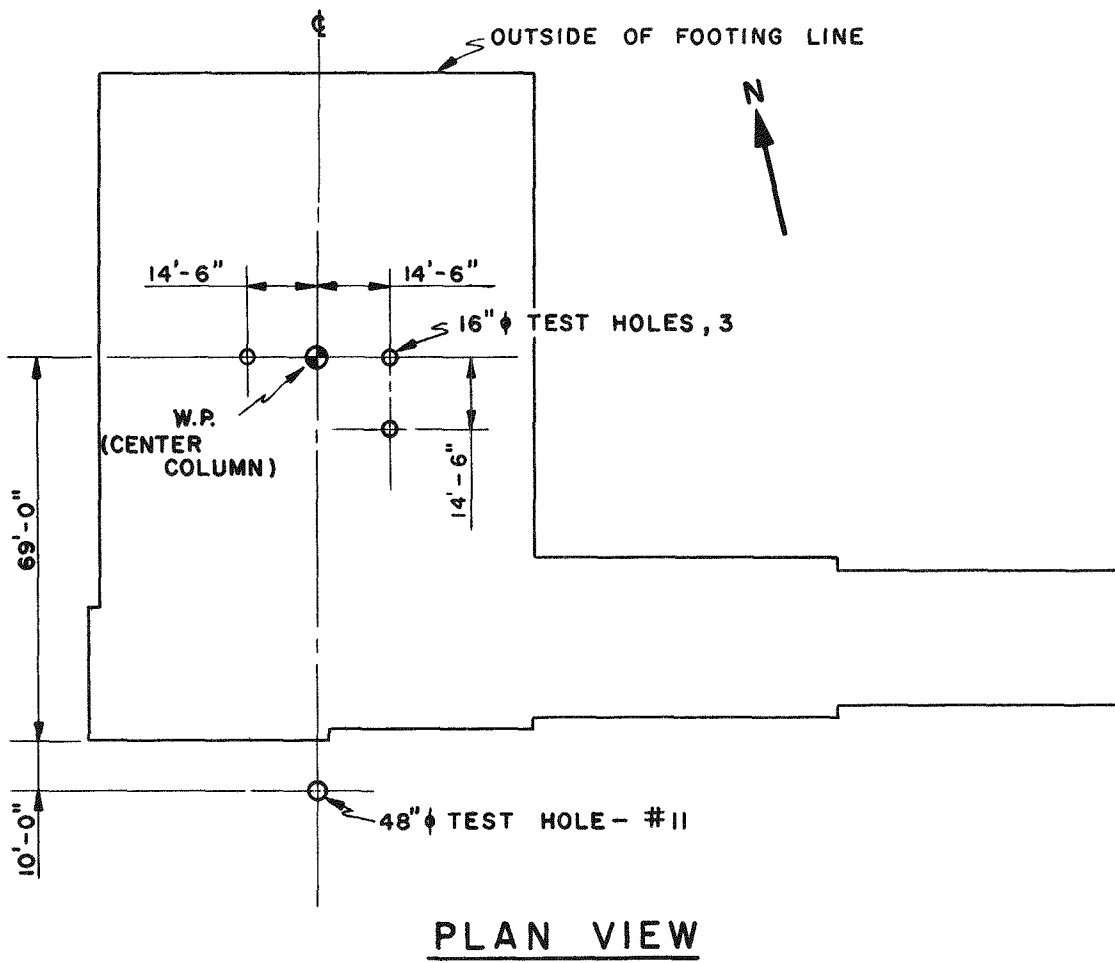 ℄
OUTSIDE OF FOOTING LINE
N
14'-6" 14'-6"
16" ϕ TEST HOLES, 3
W.P.
(CENTER
COLUMN)
14'-6"
69'-0"
10'-0"
48" ϕ TEST HOLE - #11
PLAN VIEW